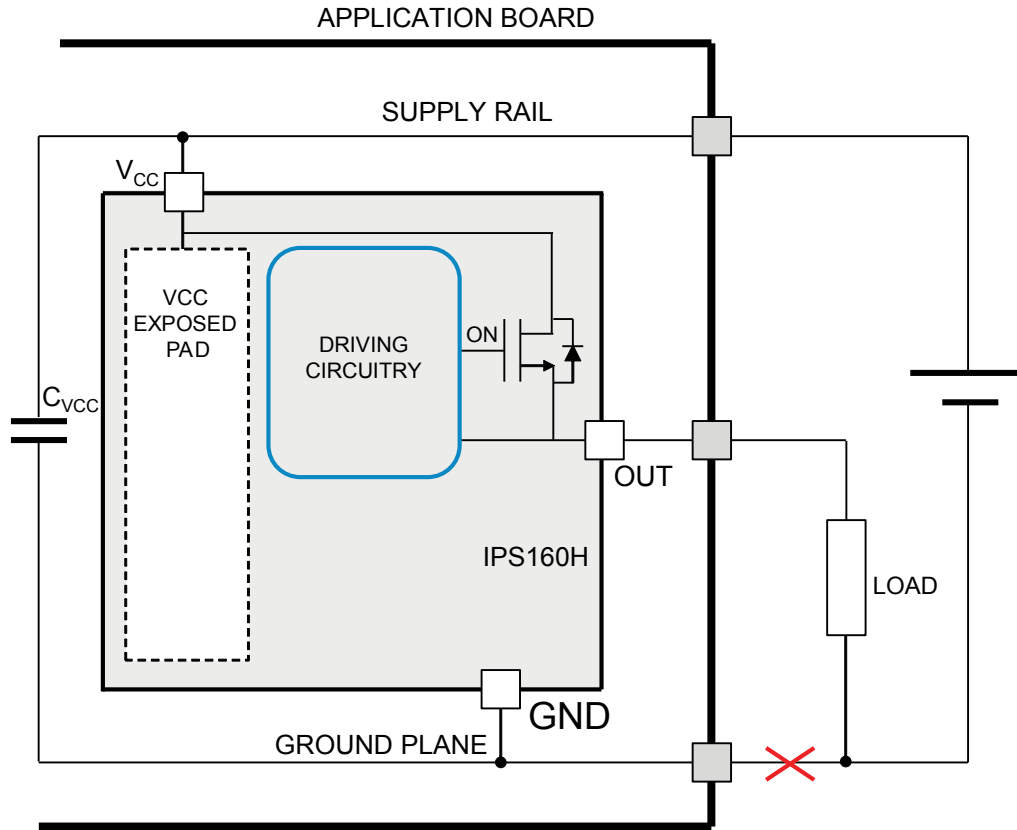 APPLICATION BOARD
SUPPLY RAIL
VCC
VCC
EXPOSED
PAD
DRIVING
CIRCUITRY
ON
CVCC
OUT
IPS160H
LOAD
GND
GROUND PLANE